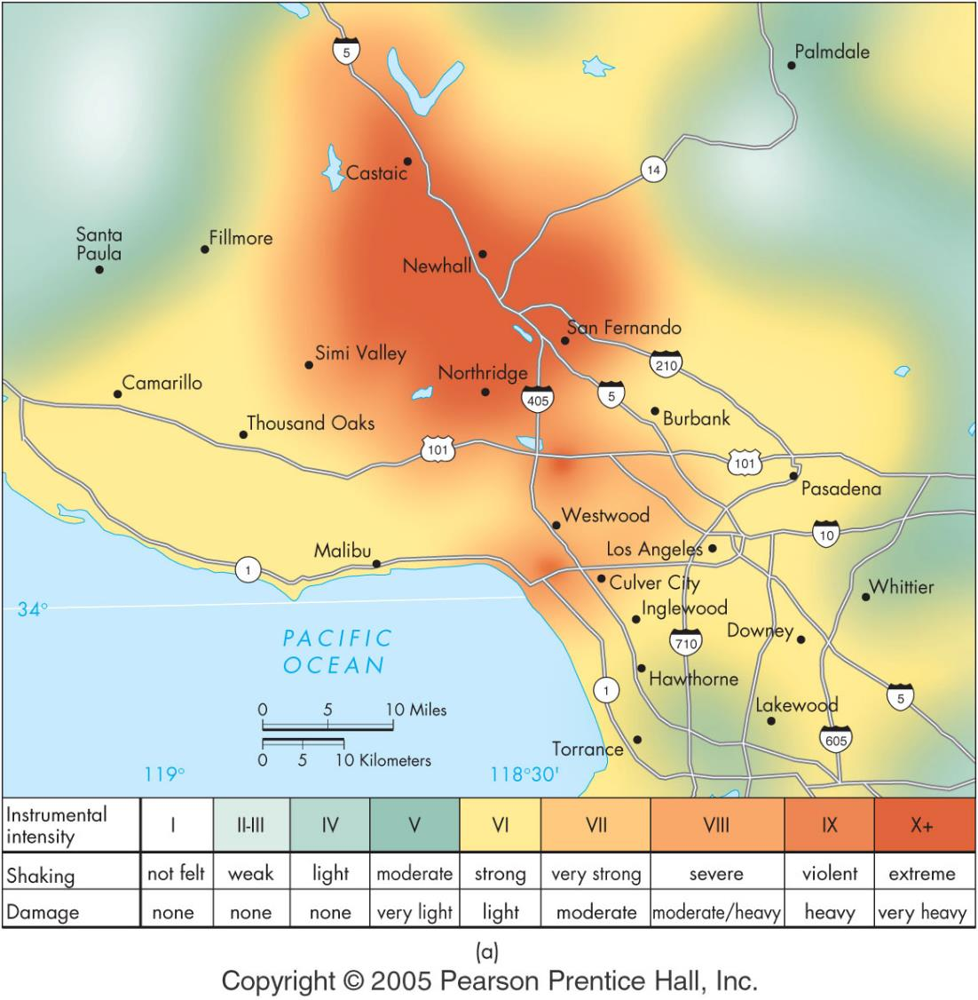 5
Palmdale
14
Castaic
Santa
Paula
Fillmore
Newhall
San Fernando
Simi Valley
210
Northridge
Camarillo
405
5
Burbank
Thousand Oaks
101
101
Pasadena
Westwood
10
Malibu
Los Angeles
1
Culver City
Whittier
34°
Inglewood
PACIFIC
OCEAN
710
Downey
Hawthorne
1
5
0 5 10 Miles
Lakewood
605
0 5 10 Kilometers
Torrance
119°
118°30'
Instrumental
intensity
I II-III IV V VI VII VIII IX X+
Shaking not felt weak light moderate strong very strong severe violent extreme
Damage none none none very light light moderate moderate/heavy heavy very heavy
(a)
Copyright © 2005 Pearson Prentice Hall, Inc.